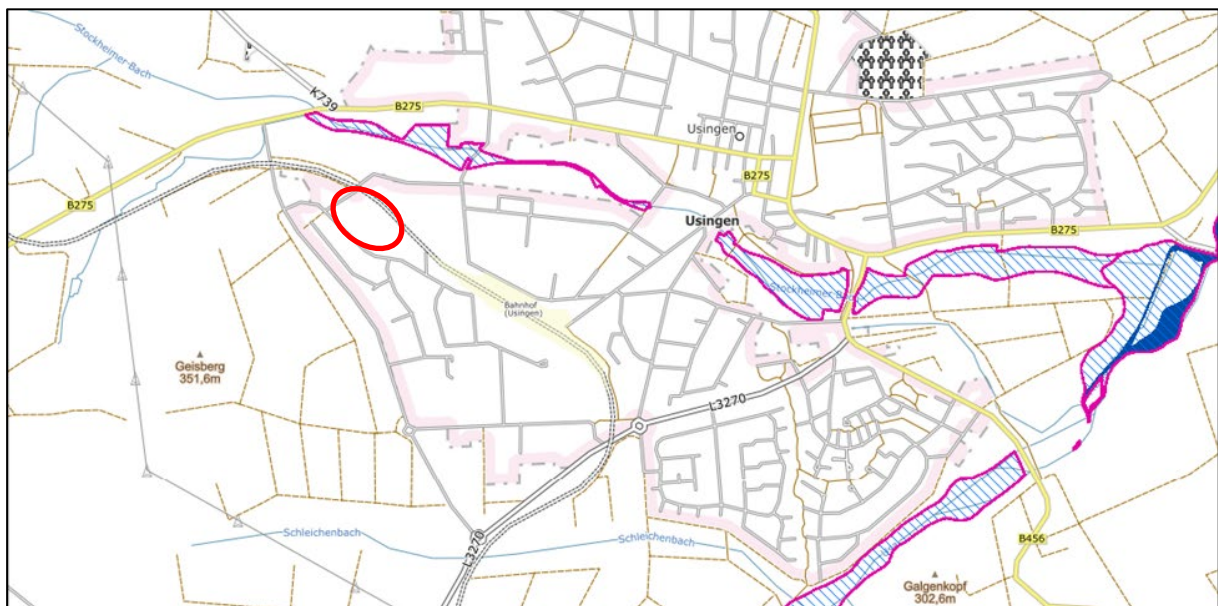 Stockheimer Bach
K739
B275
Usingen
B275
B275
Usingen
B275
Stockheimer Bach
Bahnhof
(Usingen)
Geisberg
351,6m
L3270
L3270
Schleichenbach
Schleichenbach
B456
Galgenkopf
302,6m